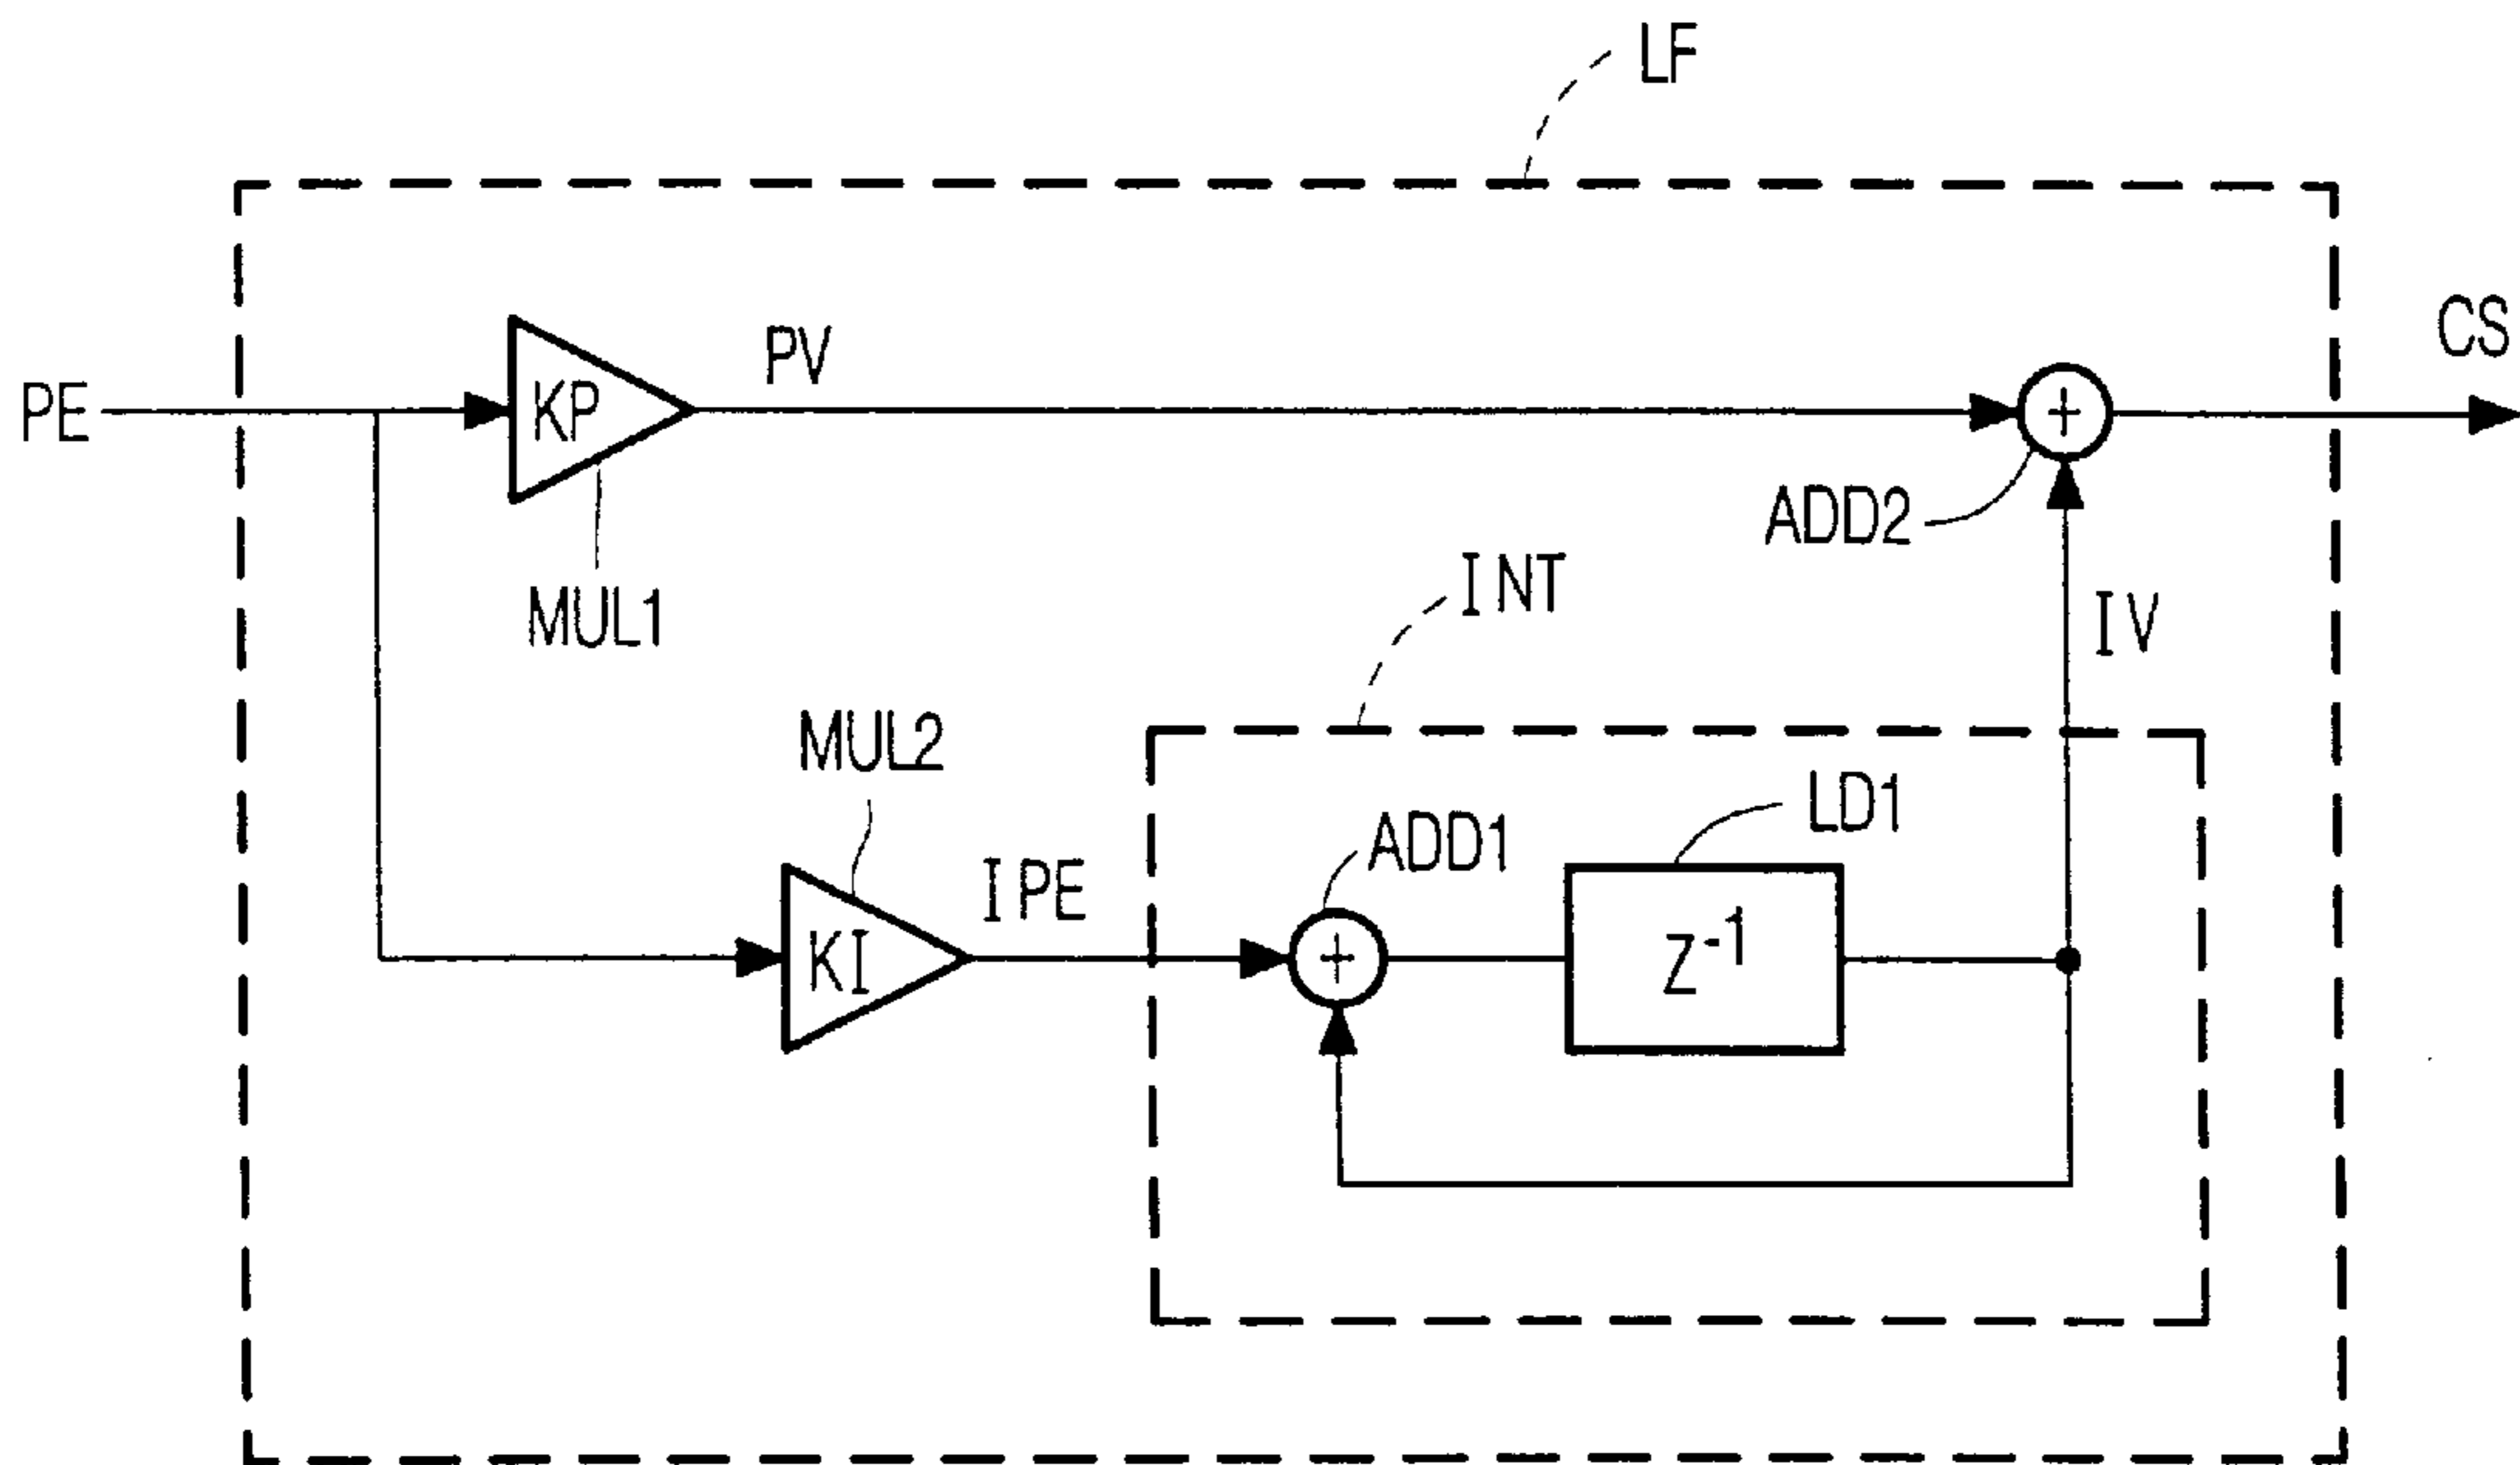 LF
CS
PV
PE
KP
+
ADD2
INT
MUL1
IV
MUL2
LD1
ADD1
IPE
KI
+
Z⁻¹